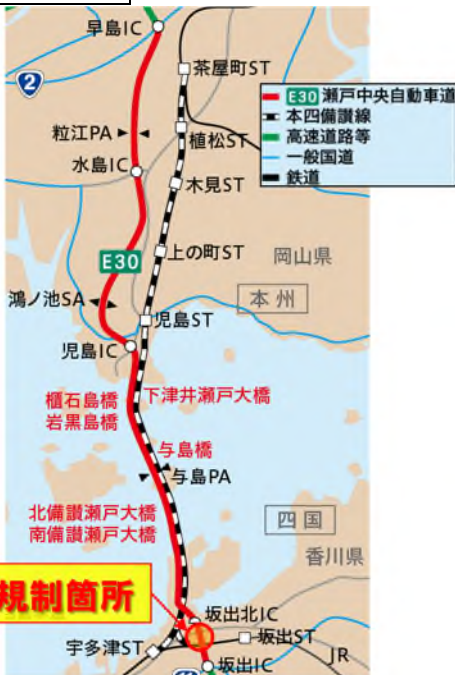 早島IC
2
茶屋町ST
E30 瀬戸中央自動車道
本四備讃線
高速道路等
一般国道
鉄道
粒江PA
植松ST
水島IC
木見ST
E30
上の町ST
岡山県
鴻ノ池SA
本州
児島ST
児島IC
櫃石島橋
岩黒島橋
下津井瀬戸大橋
与島橋
与島PA
北備讃瀬戸大橋
南備讃瀬戸大橋
四国
香川県
規制箇所
坂出北IC
宇多津ST
坂出ST
JR
坂出IC
11